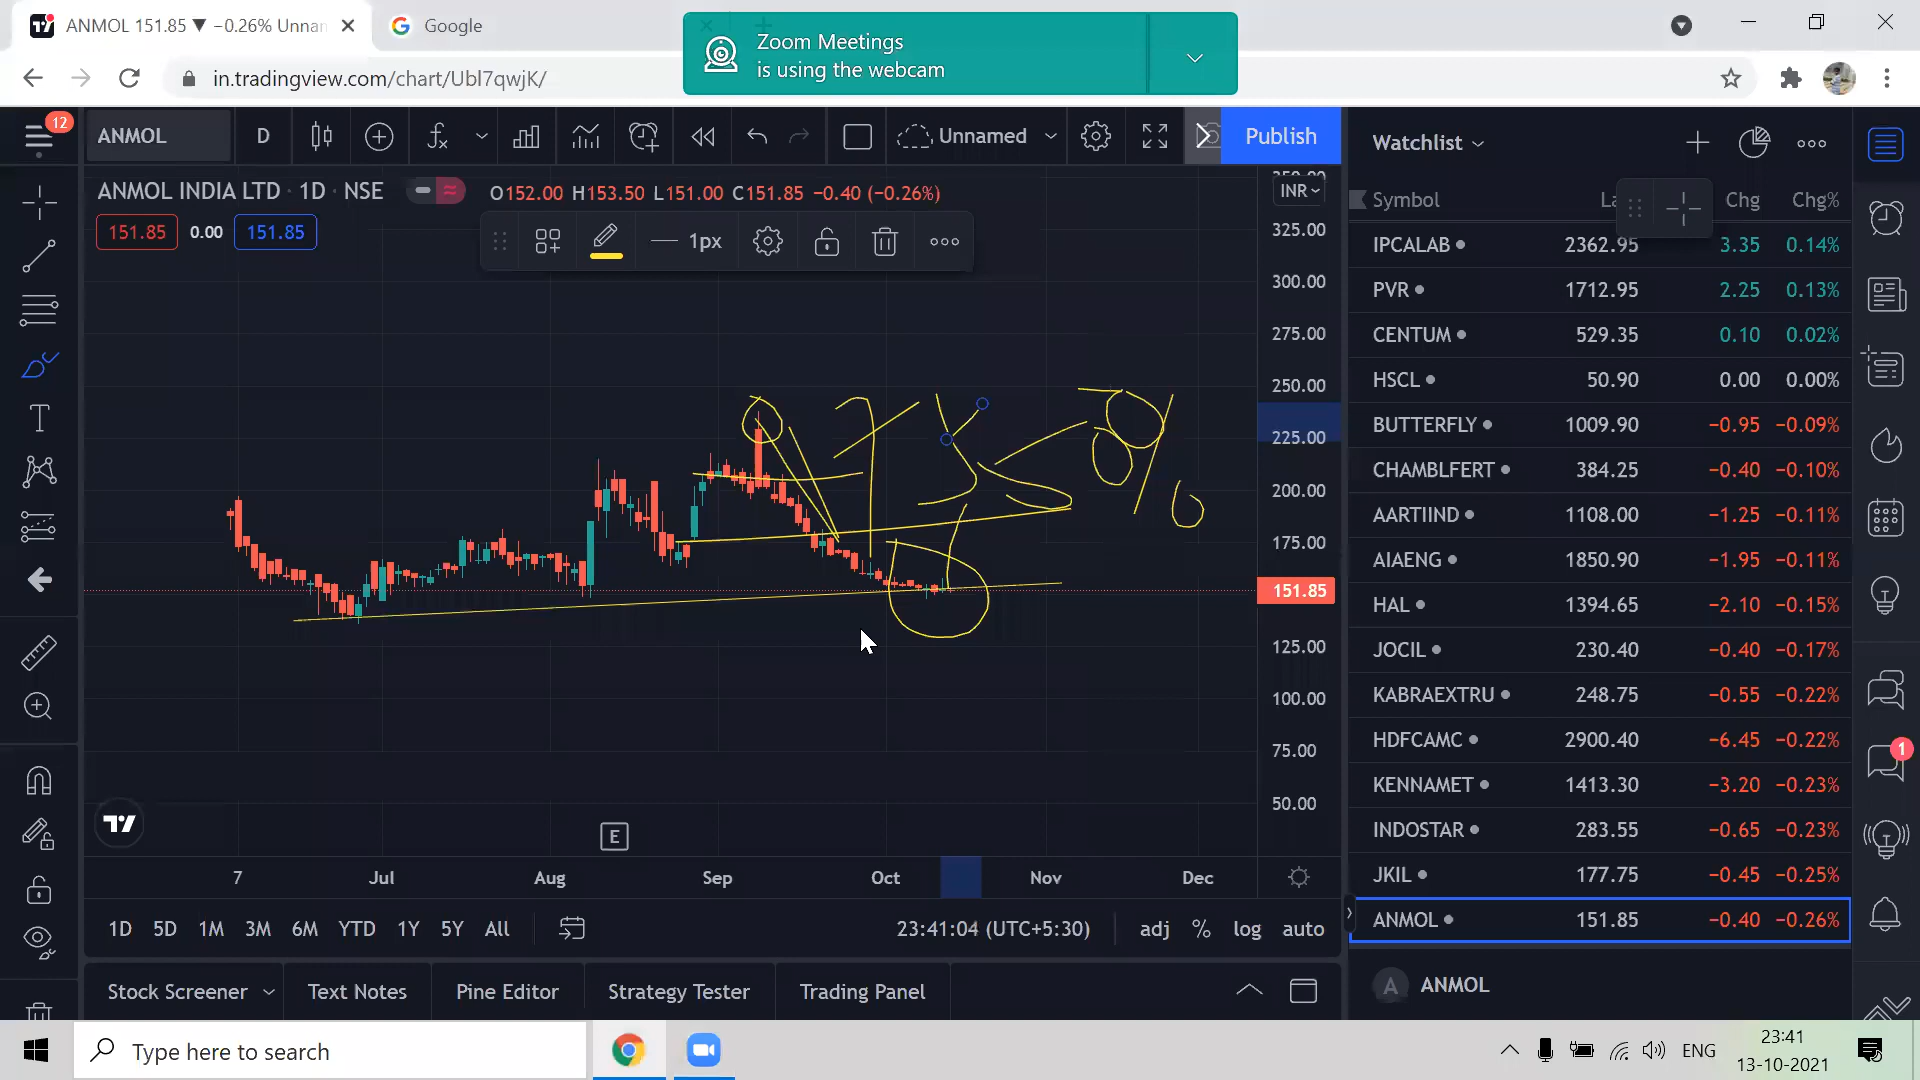 ANMOL 151.85 ▼ −0.26% Unnan
Google
Zoom Meetings
is using the webcam
in.tradingview.com/chart/Ubl7qwjK/
12
ANMOL
D
Unnamed
Publish
Watchlist
ANMOL INDIA LTD · 1D · NSE
O152.00 H153.50 L151.00 C151.85 −0.40 (−0.26%)
INR
151.85
0.00
151.85
1px
325.00
300.00
275.00
250.00
225.00
200.00
175.00
151.85
125.00
100.00
75.00
50.00
E
7
Jul
Aug
Sep
Oct
Nov
Dec
1D 5D 1M 3M 6M YTD 1Y 5Y All
23:41:04 (UTC+5:30)
adj % log auto
Stock Screener
Text Notes
Pine Editor
Strategy Tester
Trading Panel
Symbol Chg Chg%
IPCALAB 2362.95 3.35 0.14%
PVR 1712.95 2.25 0.13%
CENTUM 529.35 0.10 0.02%
HSCL 50.90 0.00 0.00%
BUTTERFLY 1009.90 −0.95 −0.09%
CHAMBLFERT 384.25 −0.40 −0.10%
AARTIIND 1108.00 −1.25 −0.11%
AIAENG 1850.90 −1.95 −0.11%
HAL 1394.65 −2.10 −0.15%
JOCIL 230.40 −0.40 −0.17%
KABRAEXTRU 248.75 −0.55 −0.22%
HDFCAMC 2900.40 −6.45 −0.22%
KENNAMET 1413.30 −3.20 −0.23%
INDOSTAR 283.55 −0.65 −0.23%
JKIL 177.75 −0.45 −0.25%
ANMOL 151.85 −0.40 −0.26%
A ANMOL
1
Type here to search
ENG
23:41
13-10-2021